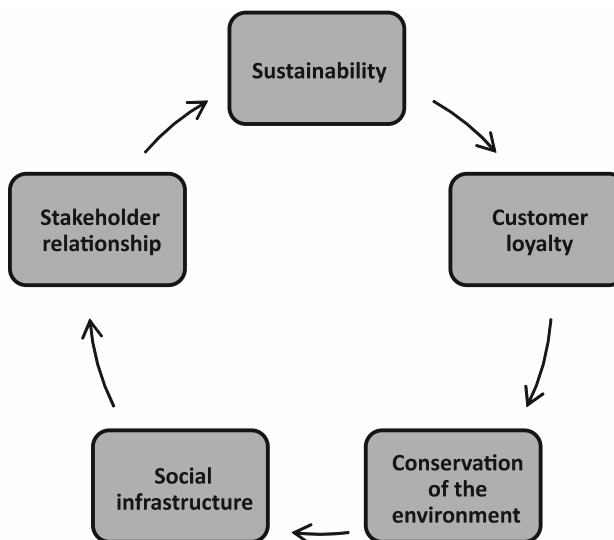 Sustainability
Customer
loyalty
Conservation
of the
environment
Social
infrastructure
Stakeholder
relationship